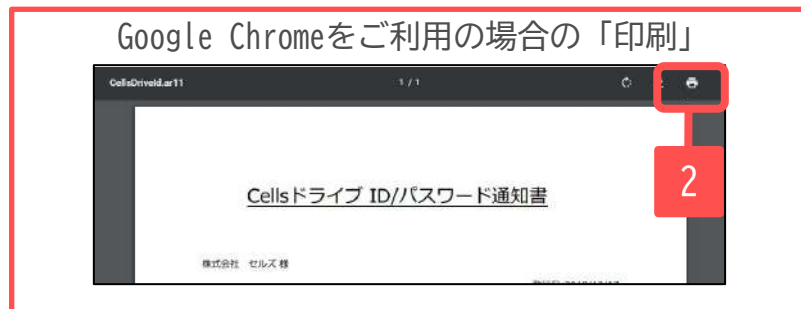 Google Chromeをご利用の場合の「印刷」
CellsDriveId.ar11
1 / 1
2
Cellsドライブ ID/パスワード通知書
株式会社 セルズ 様